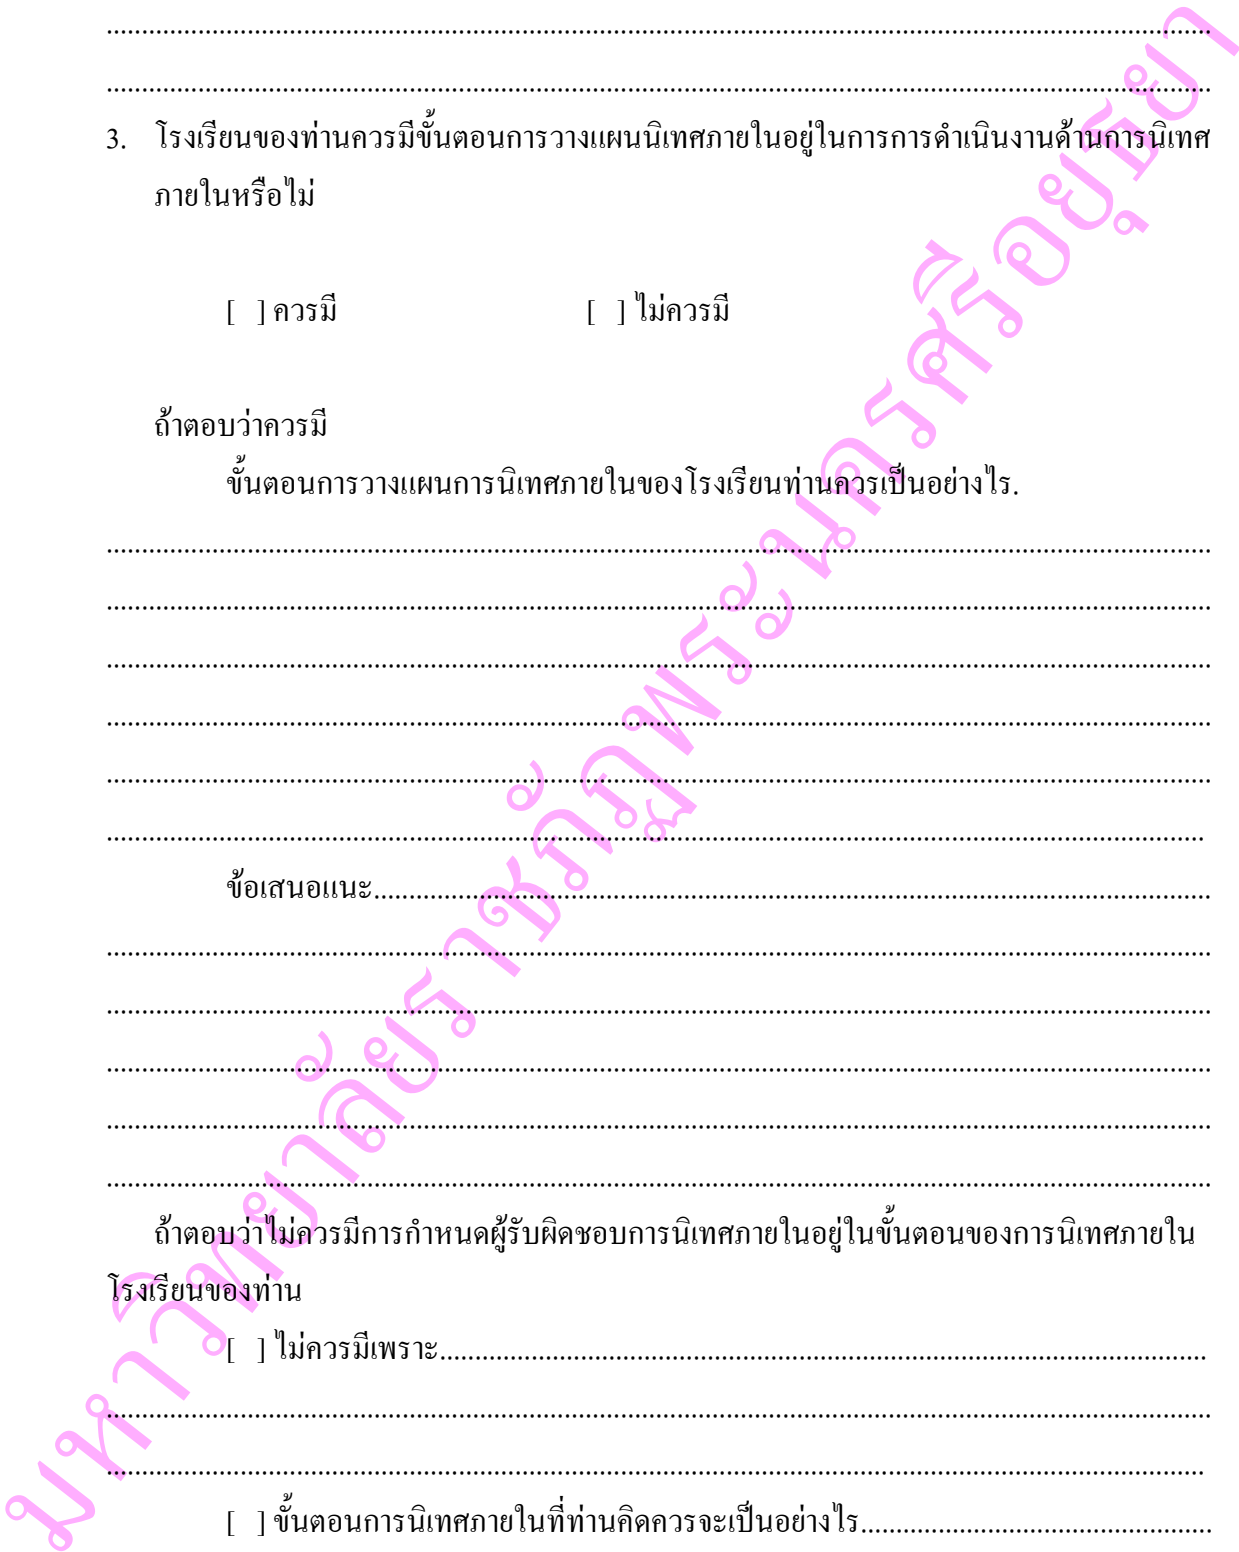 ................................................................................
................................................................................
3. โรงเรียนของท่านควรมีขั้นตอนการวางแผนนิเทศภายในอยู่ในการการดำเนินงานด้านการนิเทศ
ภายในหรือไม่
[ ] ควรมี [ ] ไม่ควรมี
ถ้าตอบว่าควรมี
ขั้นตอนการวางแผนการนิเทศภายในของโรงเรียนท่านควรเป็นอย่างไร.
................................................................................
................................................................................
................................................................................
................................................................................
................................................................................
................................................................................
ข้อเสนอแนะ................................................................................
................................................................................
................................................................................
................................................................................
................................................................................
................................................................................
ถ้าตอบว่าไม่ควรมีการกำหนดผู้รับผิดชอบการนิเทศภายในอยู่ในขั้นตอนของการนิเทศภายใน
โรงเรียนของท่าน
[ ] ไม่ควรมีเพราะ................................................................................
................................................................................
................................................................................
[ ] ขั้นตอนการนิเทศภายในที่ท่านคิดควรจะเป็นอย่างไร..................................................
มหาวิทยาลัยราชภัฏพระนครศรีอยุธยา